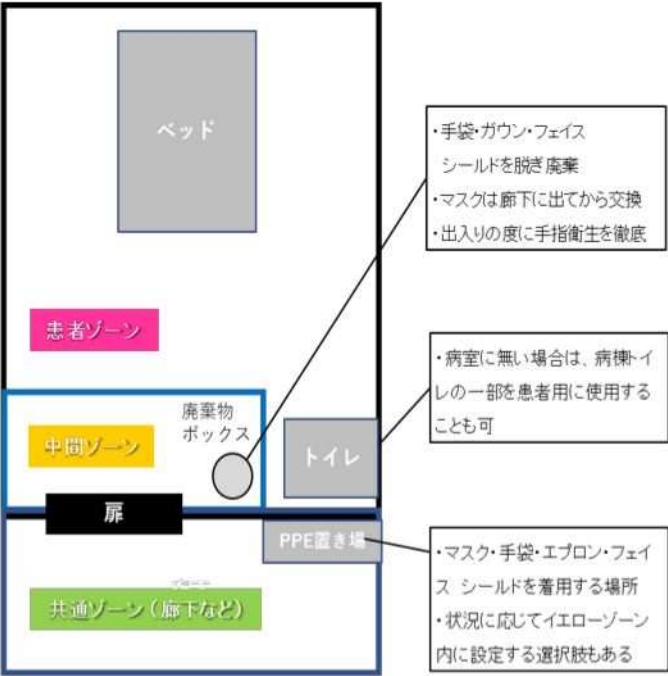 ベッド
・手袋・ガウン・フェイス
シールドを脱ぎ廃棄
・マスクは廊下に出てから交換
・出入りの度に手指衛生を徹底
患者ゾーン
・病室に無い場合は、病棟トイ
レの一部を患者用に使用する
ことも可
廃棄物
ボックス
中間ゾーン
トイレ
扉
PPE置き場
・マスク・手袋・エプロン・フェイ
ス シールドを着用する場所
・状況に応じてイエローゾーン
内に設定する選択肢もある
共通ゾーン（廊下など）